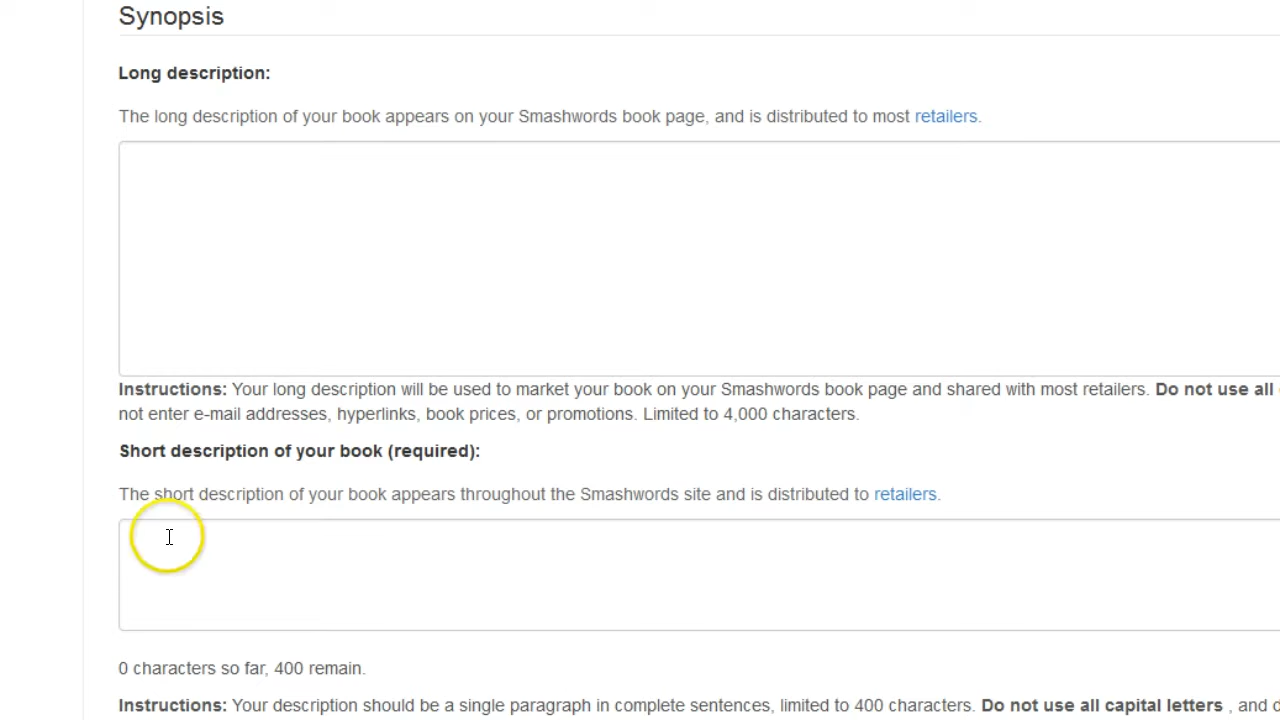 Synopsis
Long description:
The long description of your book appears on your Smashwords book page, and is distributed to most retailers.
Instructions: Your long description will be used to market your book on your Smashwords book page and shared with most retailers. Do not use all
not enter e-mail addresses, hyperlinks, book prices, or promotions. Limited to 4,000 characters.
Short description of your book (required):
The short description of your book appears throughout the Smashwords site and is distributed to retailers.
0 characters so far, 400 remain.
Instructions: Your description should be a single paragraph in complete sentences, limited to 400 characters. Do not use all capital letters , and